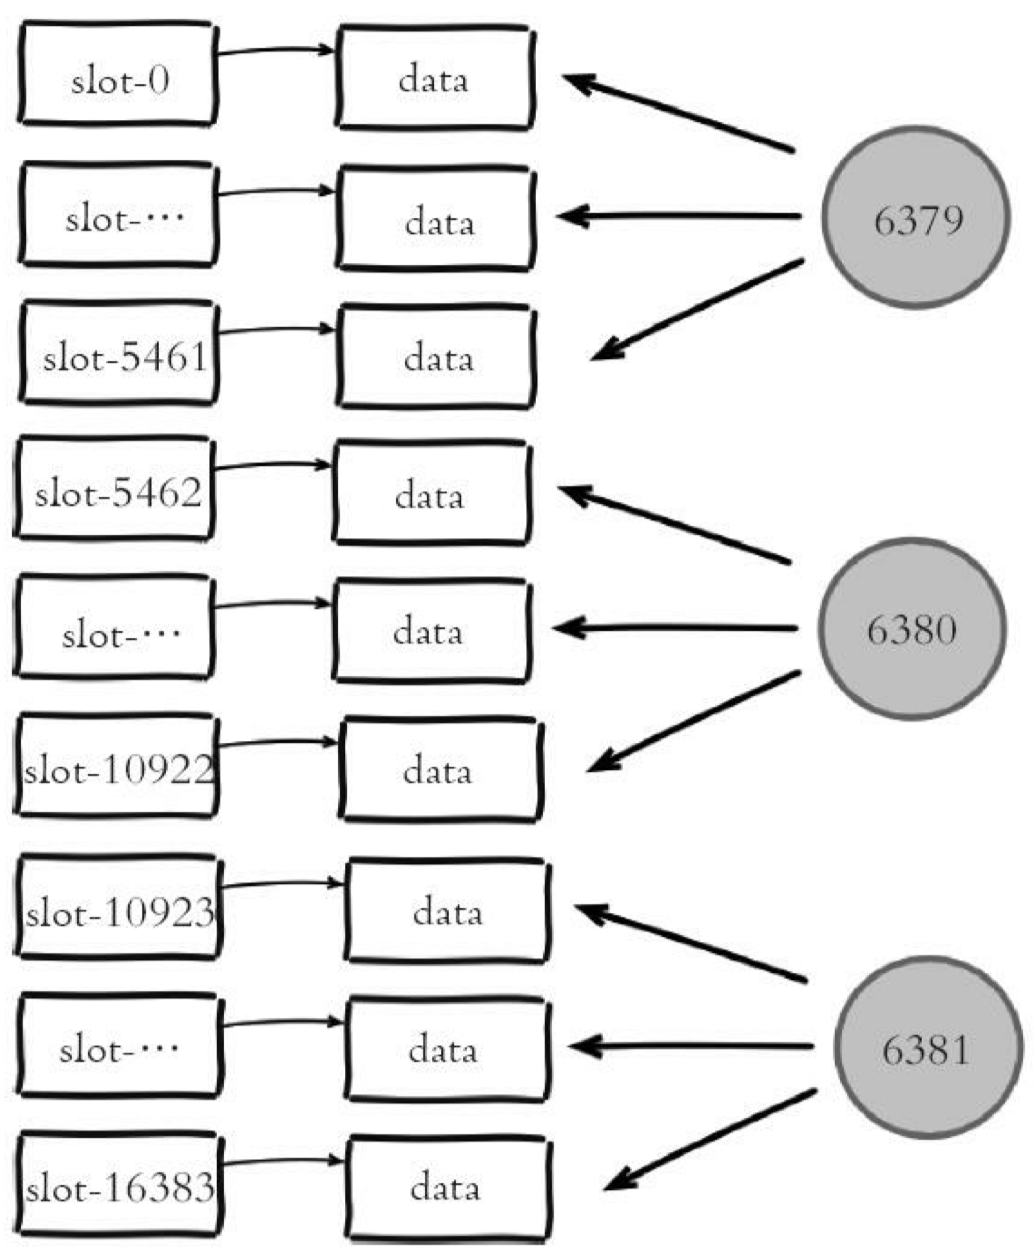 slot-0
data
slot-⋯
data
6379
slot-5461
data
slot-5462
data
slot-⋯
data
6380
slot-10922
data
slot-10923
data
slot-⋯
data
6381
slot-16383
data